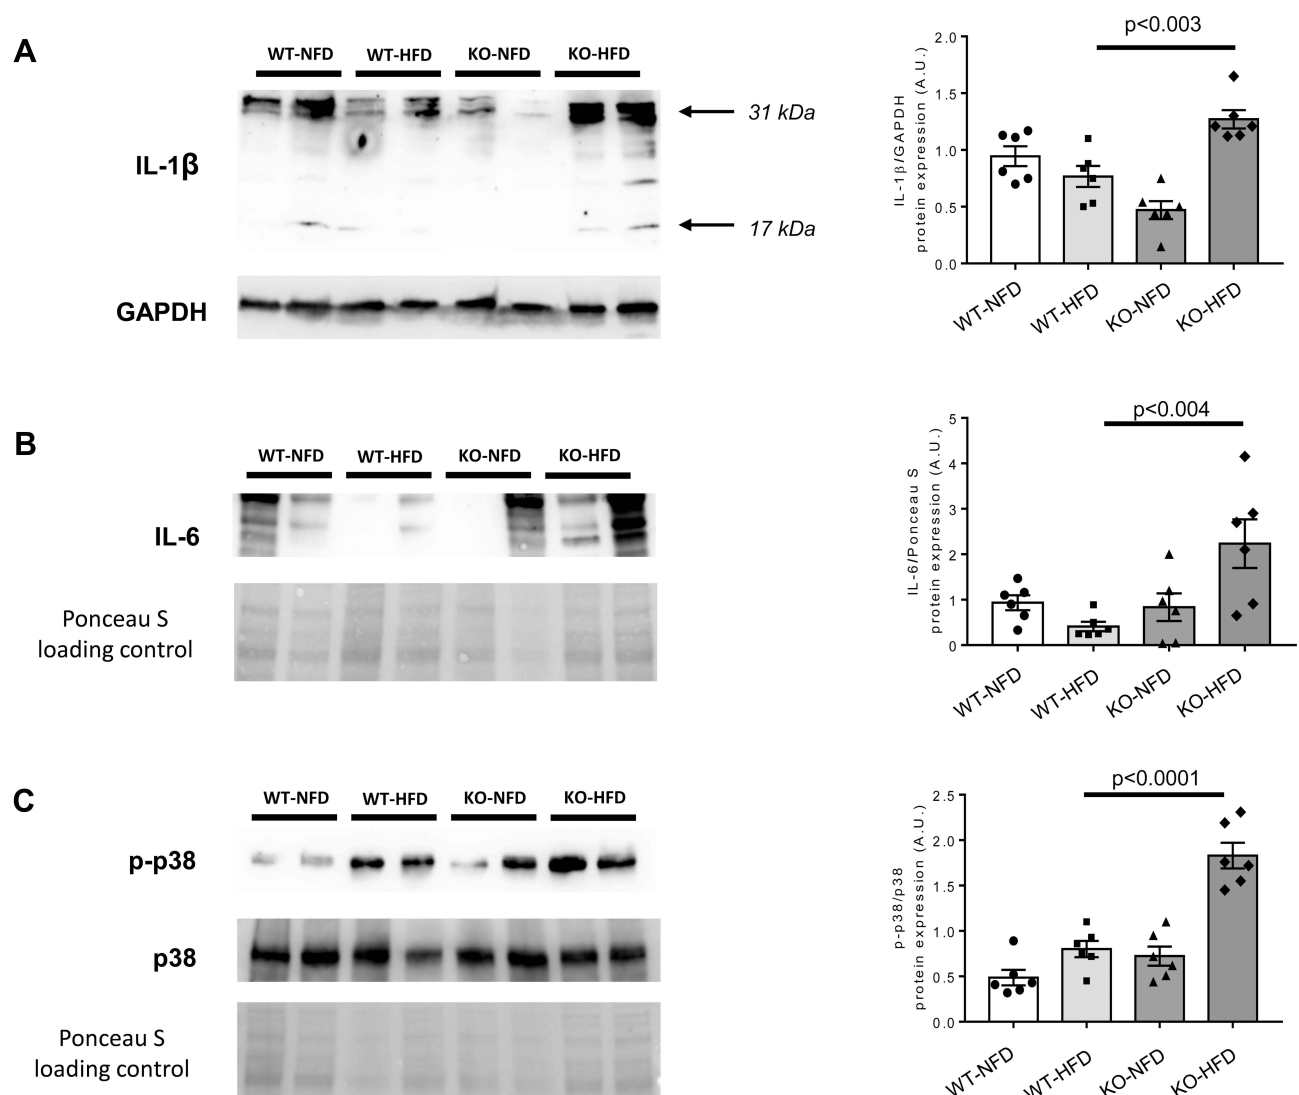 A
WT-NFD WT-HFD KO-NFD KO-HFD
IL-1β
31 kDa
17 kDa
GAPDH
p<0.003
IL-1β/GAPDH
protein expression (A.U.)
2.0
1.5
1.0
0.5
0.0
WT-NFD WT-HFD KO-NFD KO-HFD
B
WT-NFD WT-HFD KO-NFD KO-HFD
IL-6
Ponceau S
loading control
p<0.004
IL-6/Ponceau S
protein expression (A.U.)
5
4
3
2
1
0
WT-NFD WT-HFD KO-NFD KO-HFD
C
WT-NFD WT-HFD KO-NFD KO-HFD
p-p38
p38
Ponceau S
loading control
p<0.0001
p-p38/p38
protein expression (A.U.)
2.5
2.0
1.5
1.0
0.5
0.0
WT-NFD WT-HFD KO-NFD KO-HFD